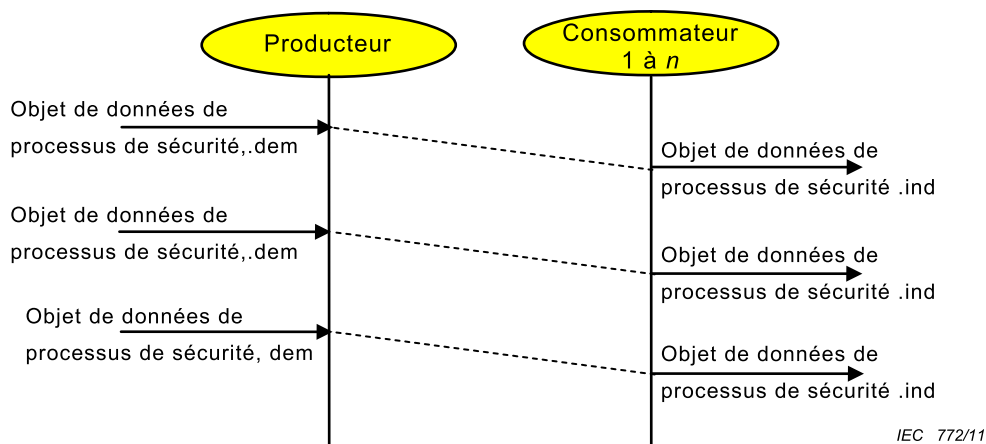 Producteur
Consommateur
1 à n
Objet de données de
processus de sécurité,.dem
Objet de données de
processus de sécurité .ind
Objet de données de
processus de sécurité,.dem
Objet de données de
processus de sécurité .ind
Objet de données de
processus de sécurité, dem
Objet de données de
processus de sécurité .ind
IEC 772/11